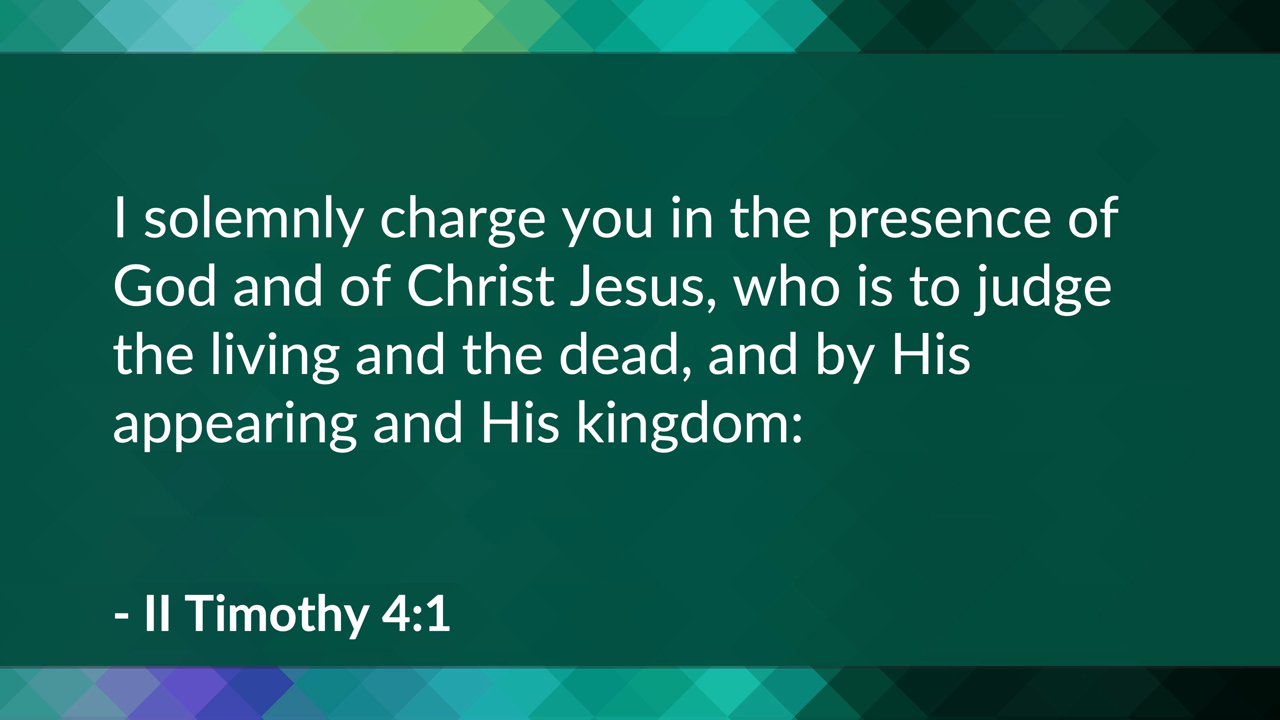 I solemnly charge you in the presence of
God and of Christ Jesus, who is to judge
the living and the dead, and by His
appearing and His kingdom:
- II Timothy 4:1